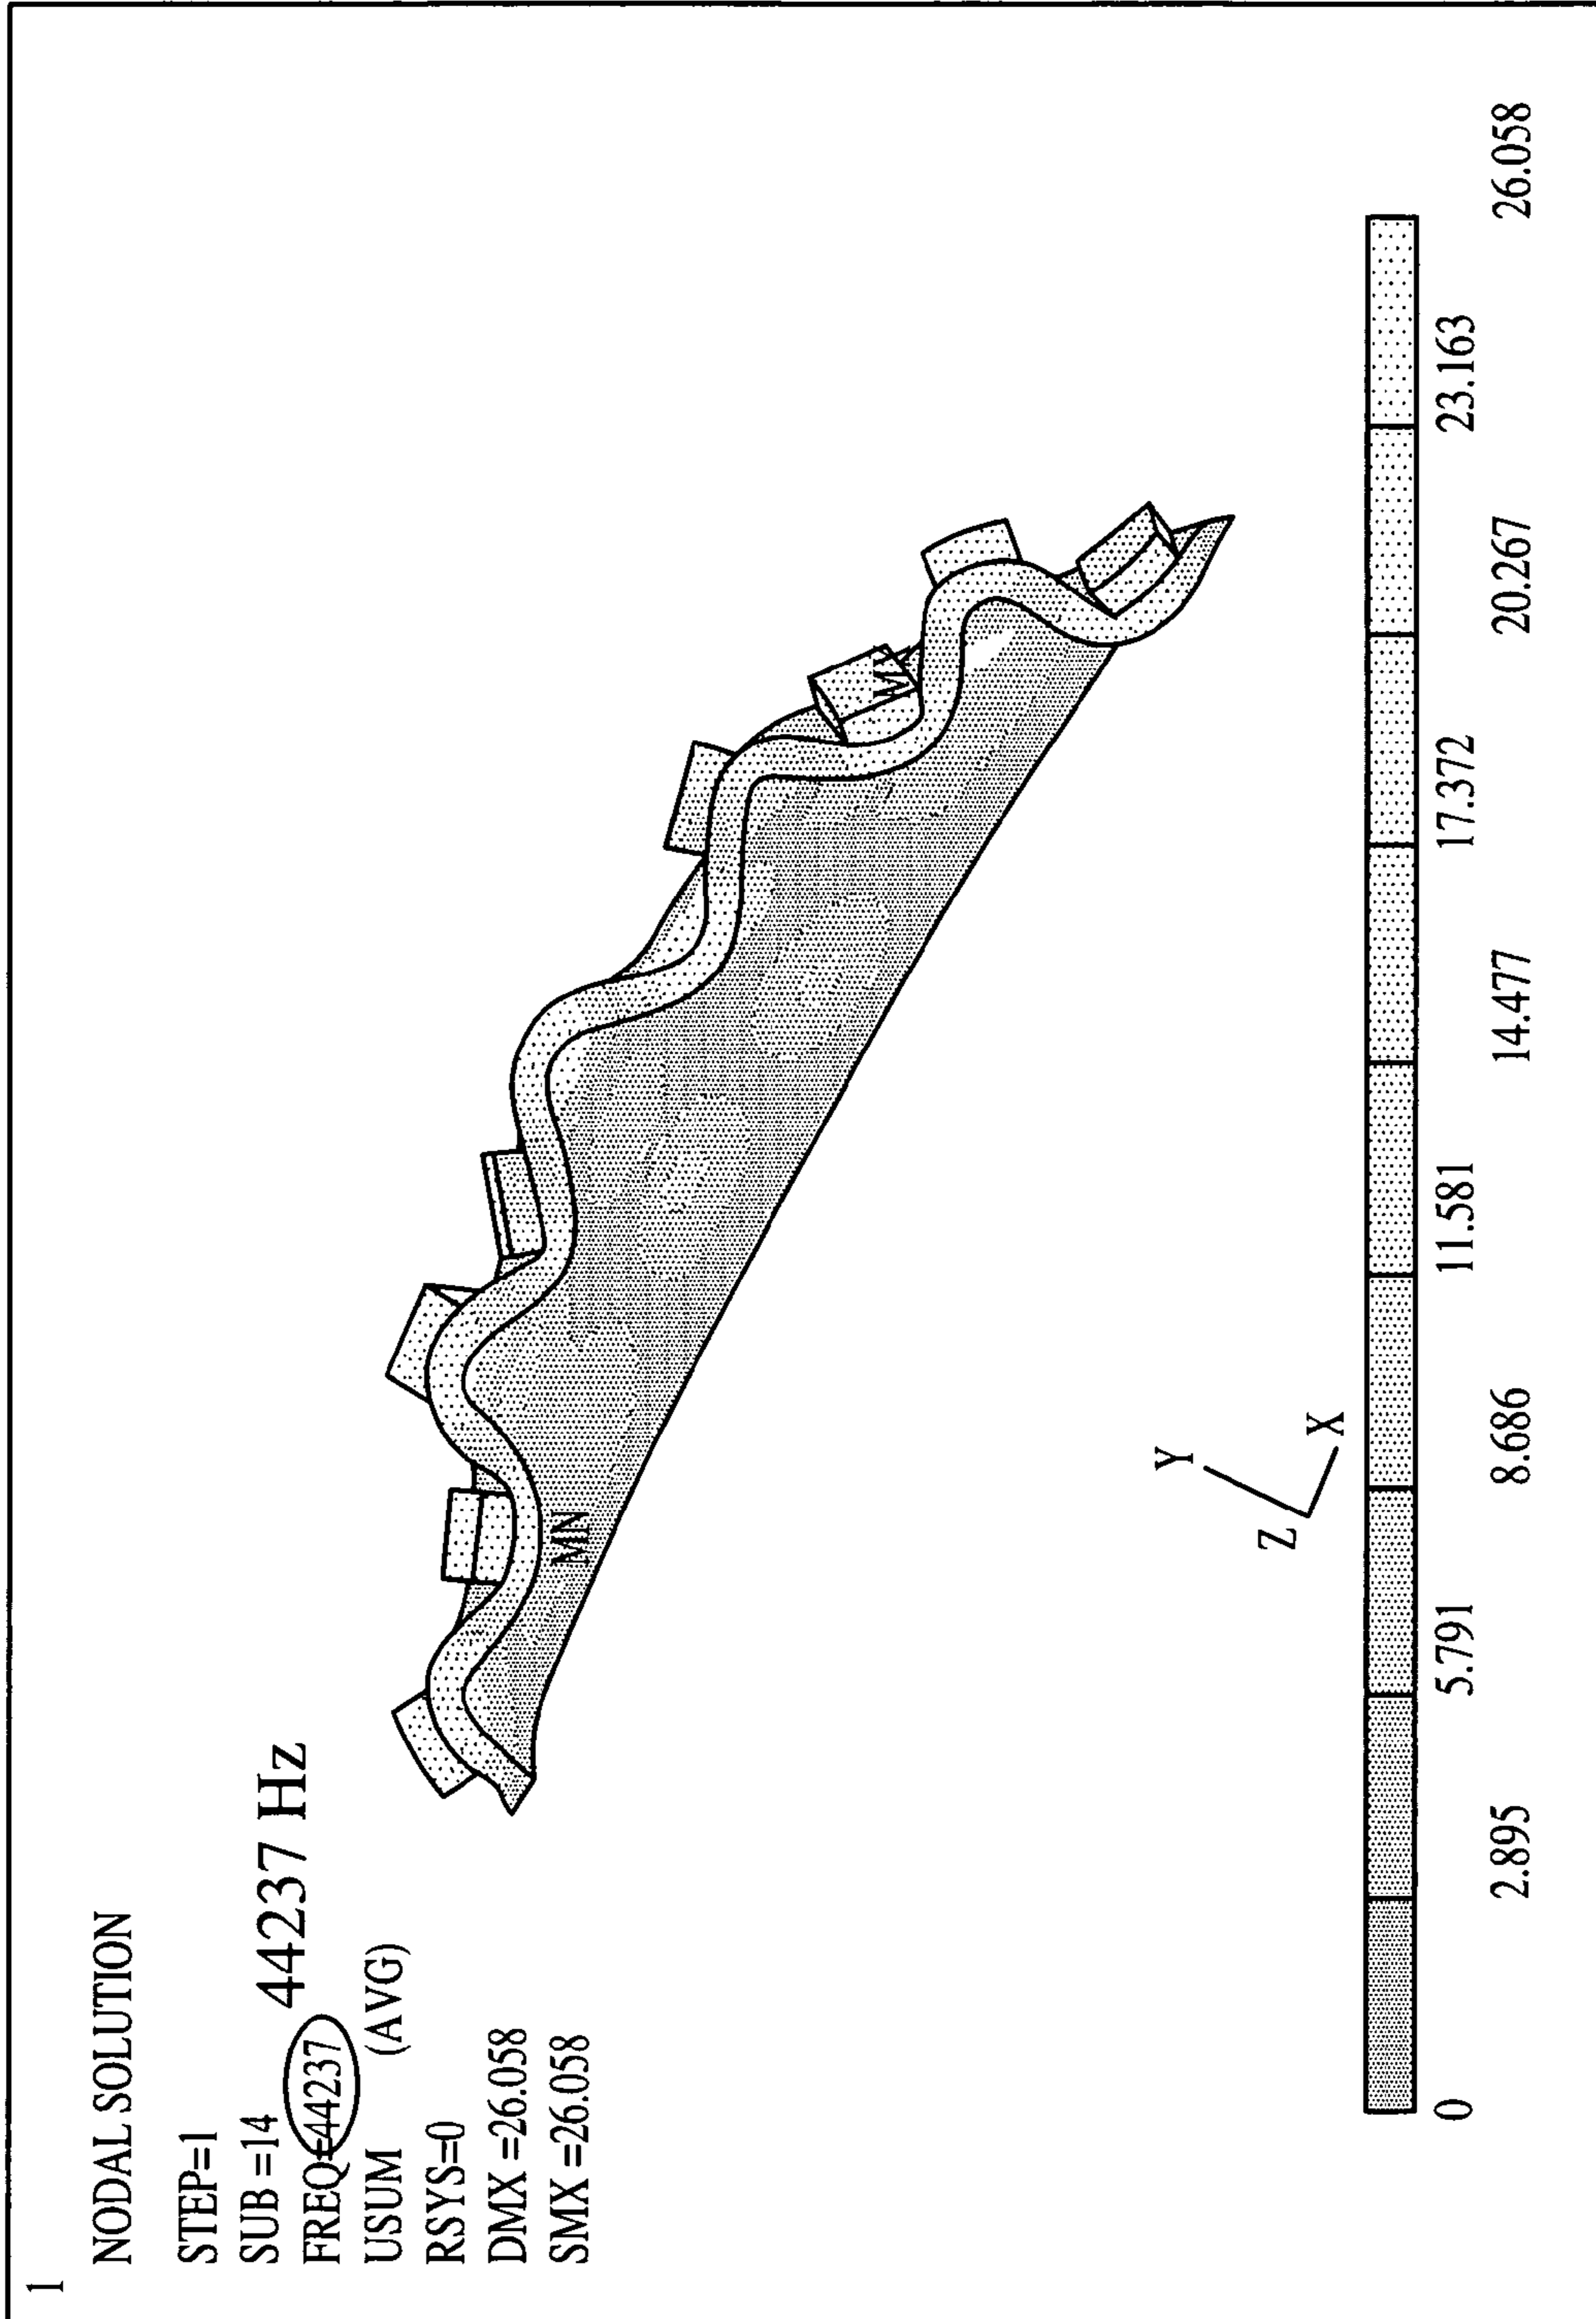 1
NODAL SOLUTION
STEP=1
SUB =14
44237 Hz
FREQ=44237
USUM (AVG)
RSYS=0
DMX =26.058
SMX =26.058
MN
Y
Z
X
0
2.895
5.791
8.686
11.581
14.477
17.372
20.267
23.163
26.058